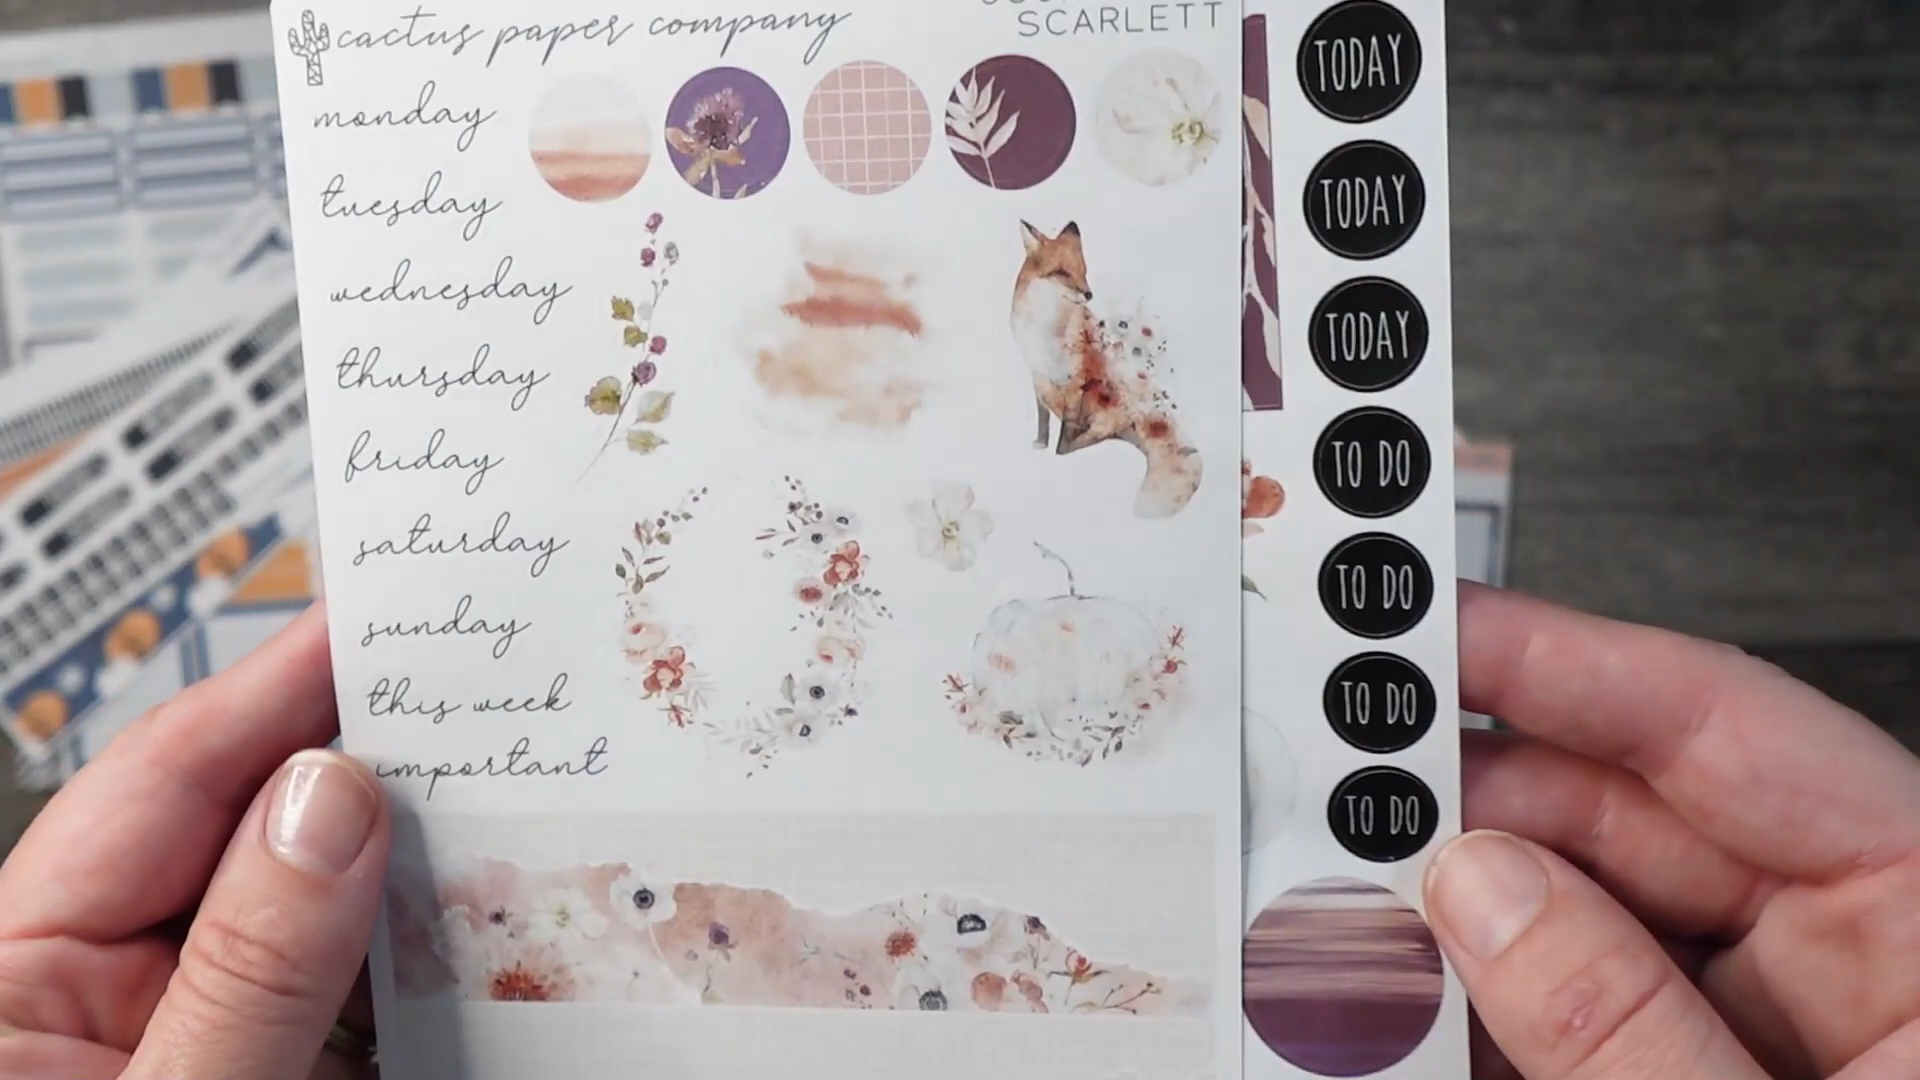 cactus paper company
SCARLETT
monday
tuesday
wednesday
thursday
friday
saturday
sunday
this week
important
TODAY
TODAY
TODAY
TO DO
TO DO
TO DO
TO DO